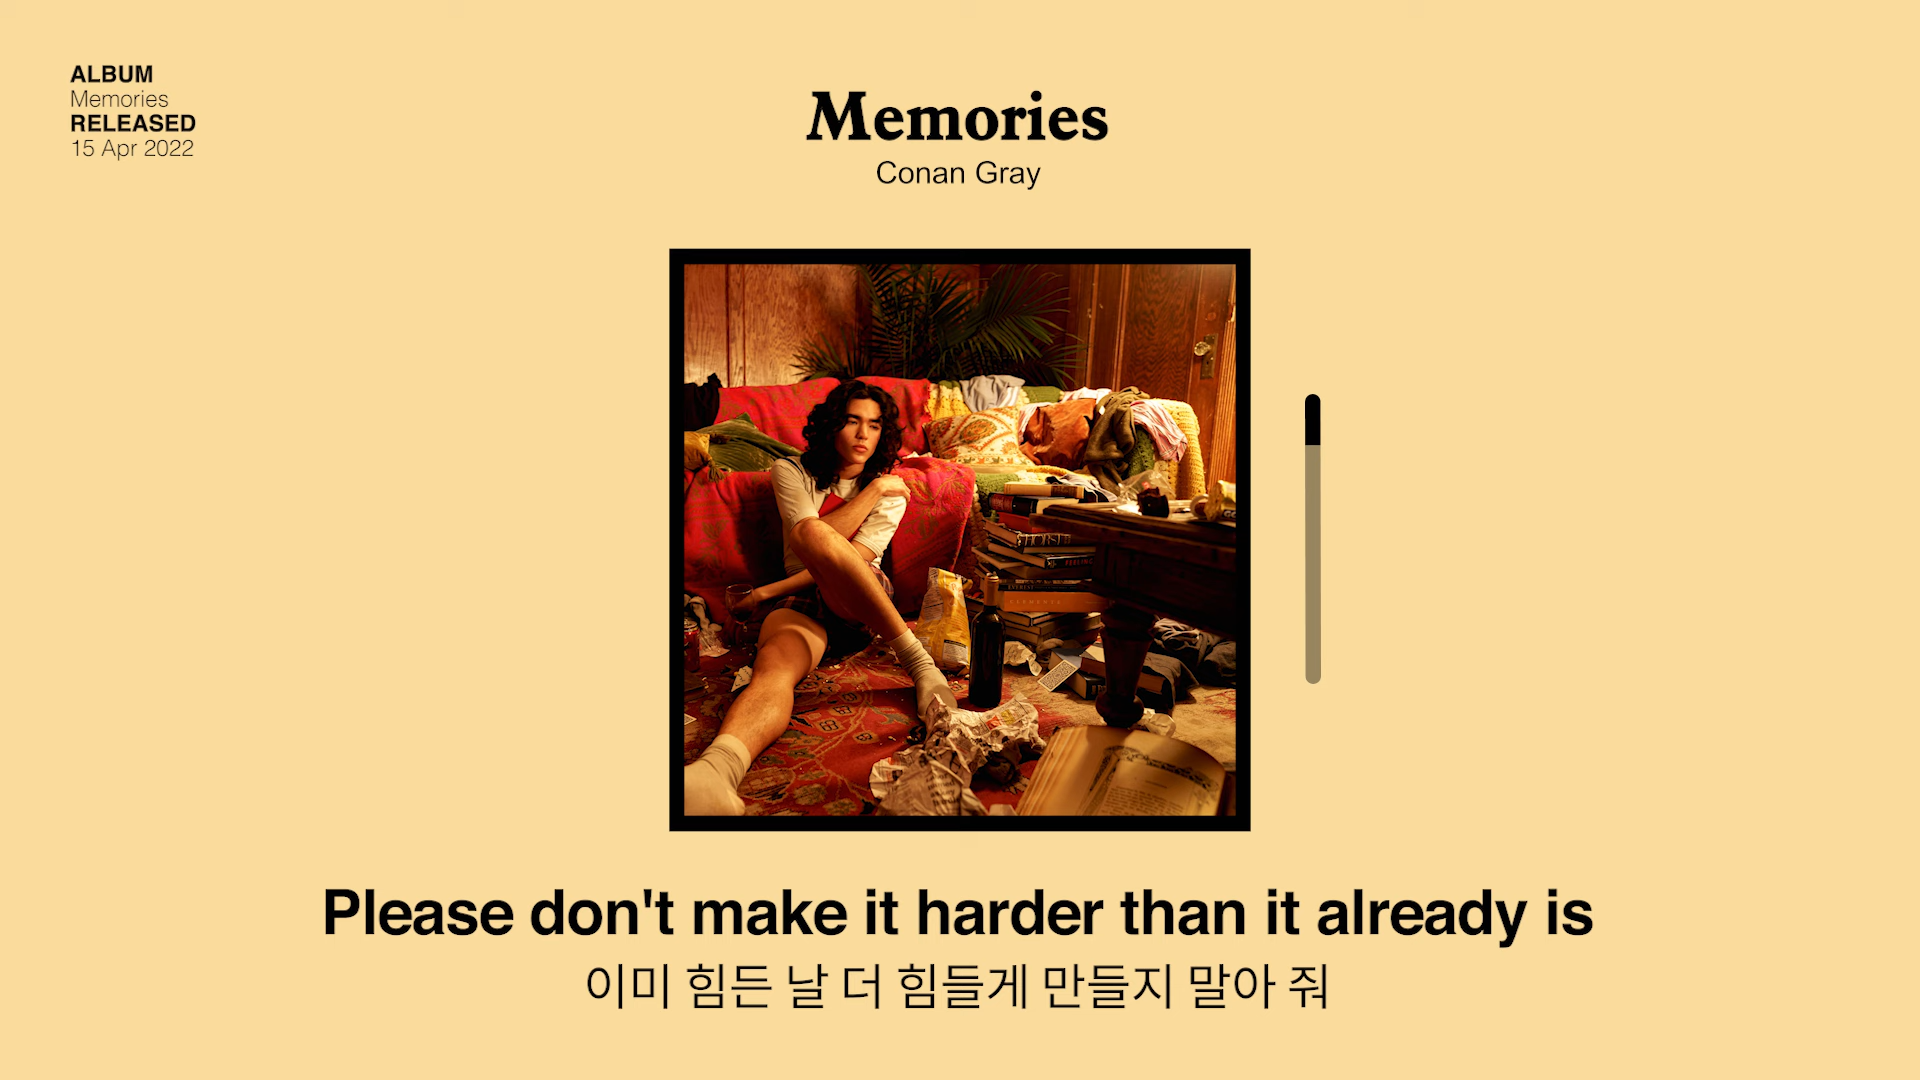 ALBUM
Memories
RELEASED
15 Apr 2022
Memories
Conan Gray
Please don't make it harder than it already is
이미 힘든 날 더 힘들게 만들지 말아 줘